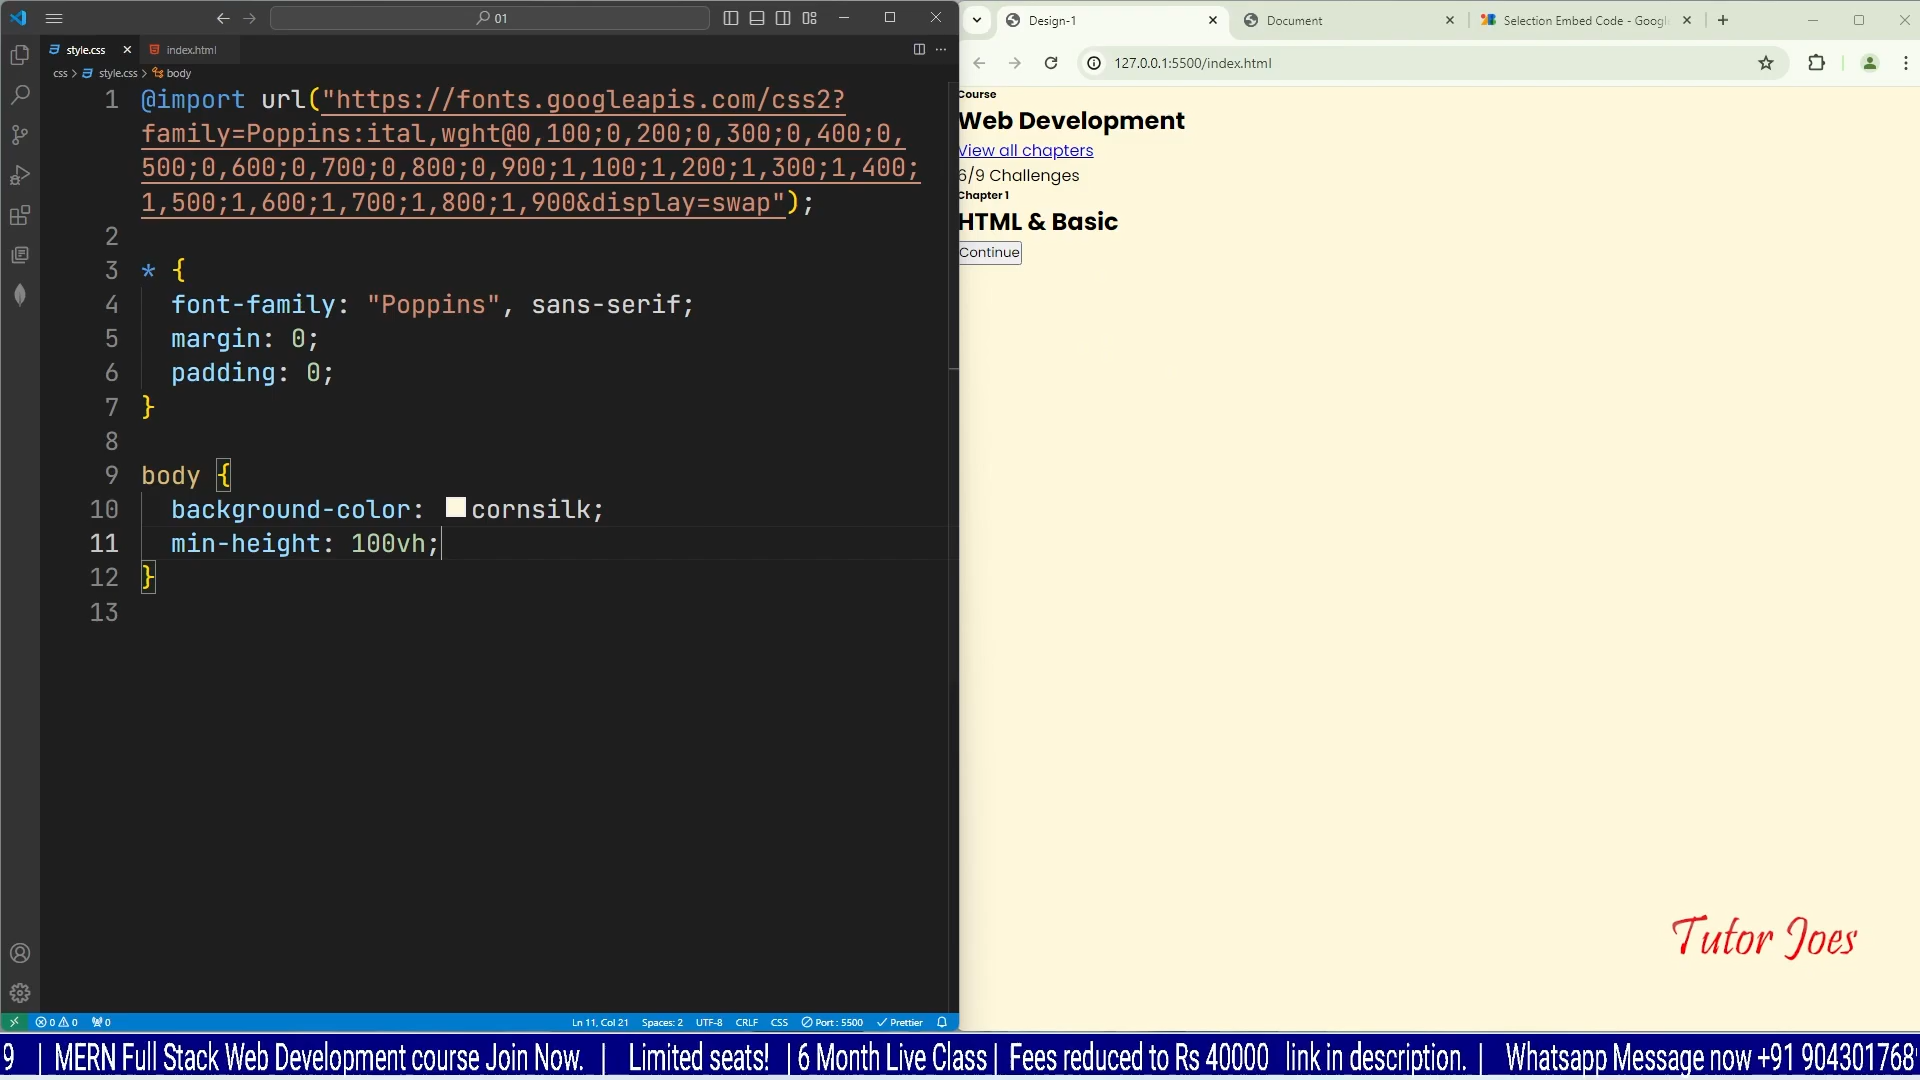 01
style.css
index.html
css > style.css > body
1 @import url("https://fonts.googleapis.com/css2?
family=Poppins:ital,wght@0,100;0,200;0,300;0,400;0,
500;0,600;0,700;0,800;0,900;1,100;1,200;1,300;1,400;
1,500;1,600;1,700;1,800;1,900&display=swap");
2
3 * {
4 font-family: "Poppins", sans-serif;
5 margin: 0;
6 padding: 0;
7 }
8
9 body {
10 background-color: cornsilk;
11 min-height: 100vh;
12 }
13
0 0 0 Ln 11, Col 21 Spaces: 2 UTF-8 CRLF CSS Port : 5500 Prettier
Design-1 Document Selection Embed Code - Googl
127.0.0.1:5500/index.html
Course
Web Development
View all chapters
6/9 Challenges
Chapter 1
HTML & Basic
Continue
Tutor Joes
9 | MERN Full Stack Web Development course Join Now. | Limited seats! | 6 Month Live Class | Fees reduced to Rs 40000 link in description. | Whatsapp Message now +91 904301768